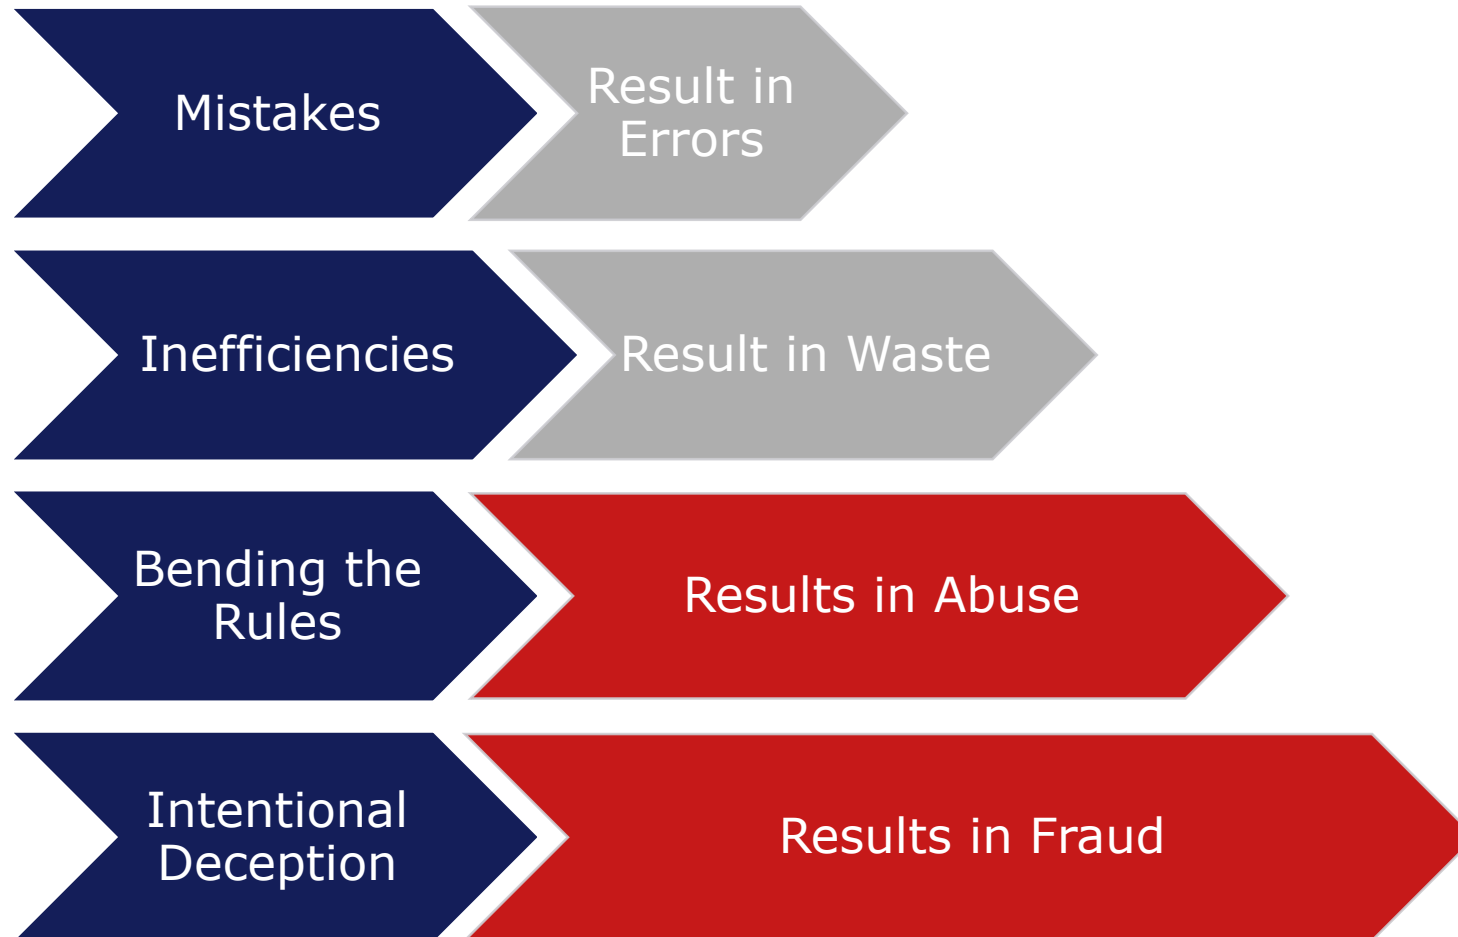 Mistakes
Result in
Errors
Inefficiencies
Result in Waste
Bending the
Rules
Results in Abuse
Intentional
Deception
Results in Fraud